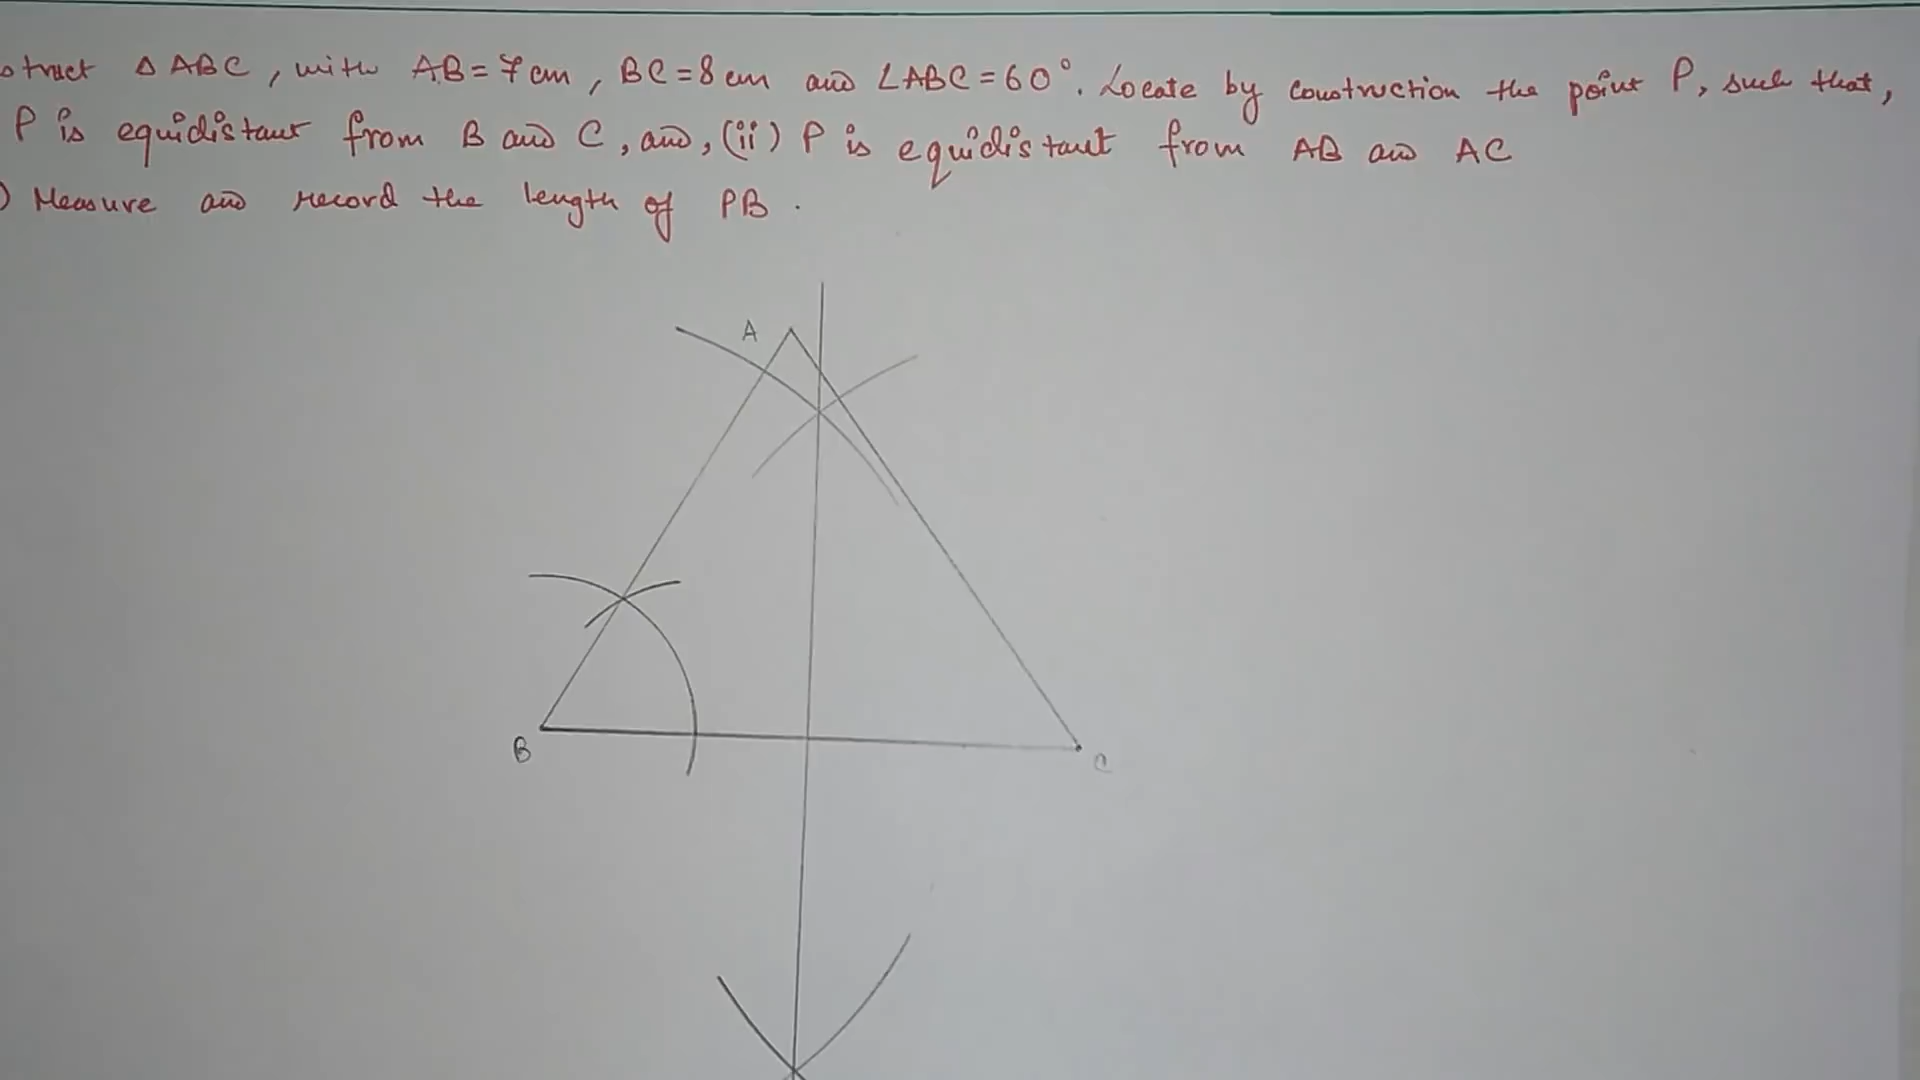 struct △ ABC, with AB = 7 cm, BC = 8 cm and ∠ABC = 60°. Locate by construction the point P, such that,
P is equidistant from B and C, and, (ii) P is equidistant from AB and AC
) Measure and record the length of PB.
A
B
C